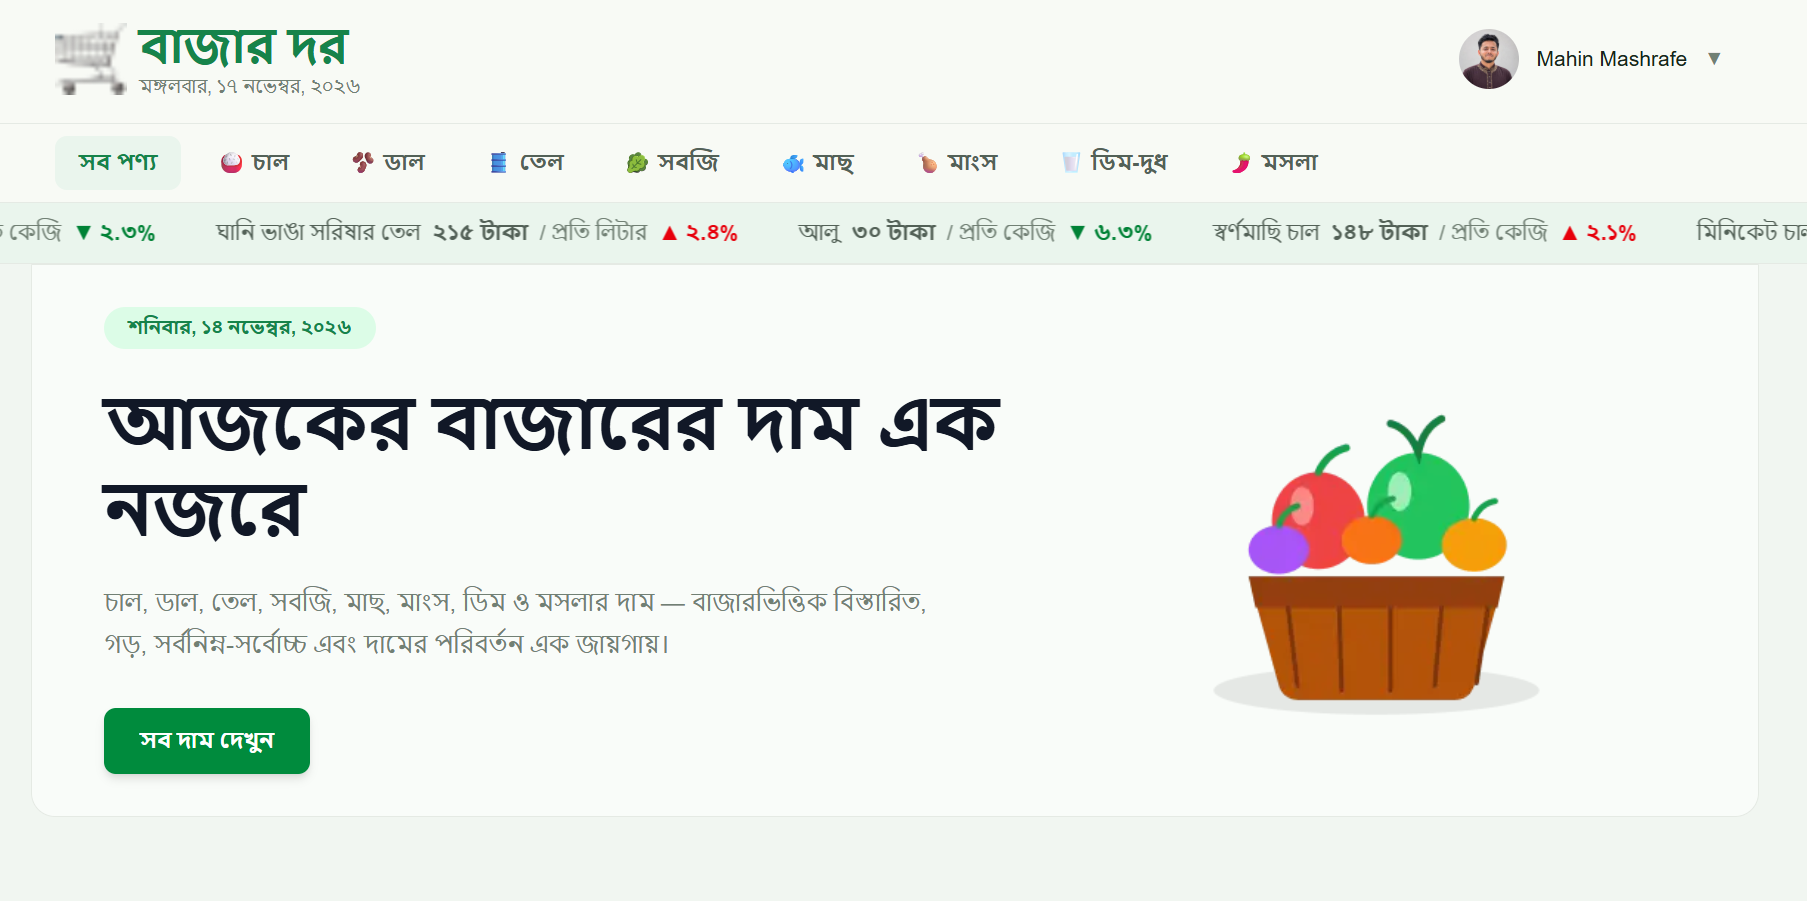 বাজার দর
মঙ্গলবার, ১৭ নভেম্বর, ২০২৬
Mahin Mashrafe ▼
সব পণ্য চাল ডাল তেল সবজি মাছ মাংস ডিম-দুধ মসলা
কেজি ▼ ২.৩% ঘানি ভাঙা সরিষার তেল ২১৫ টাকা / প্রতি লিটার ▲ ২.৪% আলু ৩০ টাকা / প্রতি কেজি ▼ ৬.৩% স্বর্ণমাছি চাল ১৪৮ টাকা / প্রতি কেজি ▲ ২.১% মিনিকেট
শনিবার, ১৪ নভেম্বর, ২০২৬
আজকের বাজারের দাম এক
নজরে
চাল, ডাল, তেল, সবজি, মাছ, মাংস, ডিম ও মসলার দাম — বাজারভিত্তিক বিস্তারিত,
গড়, সর্বনিম্ন-সর্বোচ্চ এবং দামের পরিবর্তন এক জায়গায়।
সব দাম দেখুন